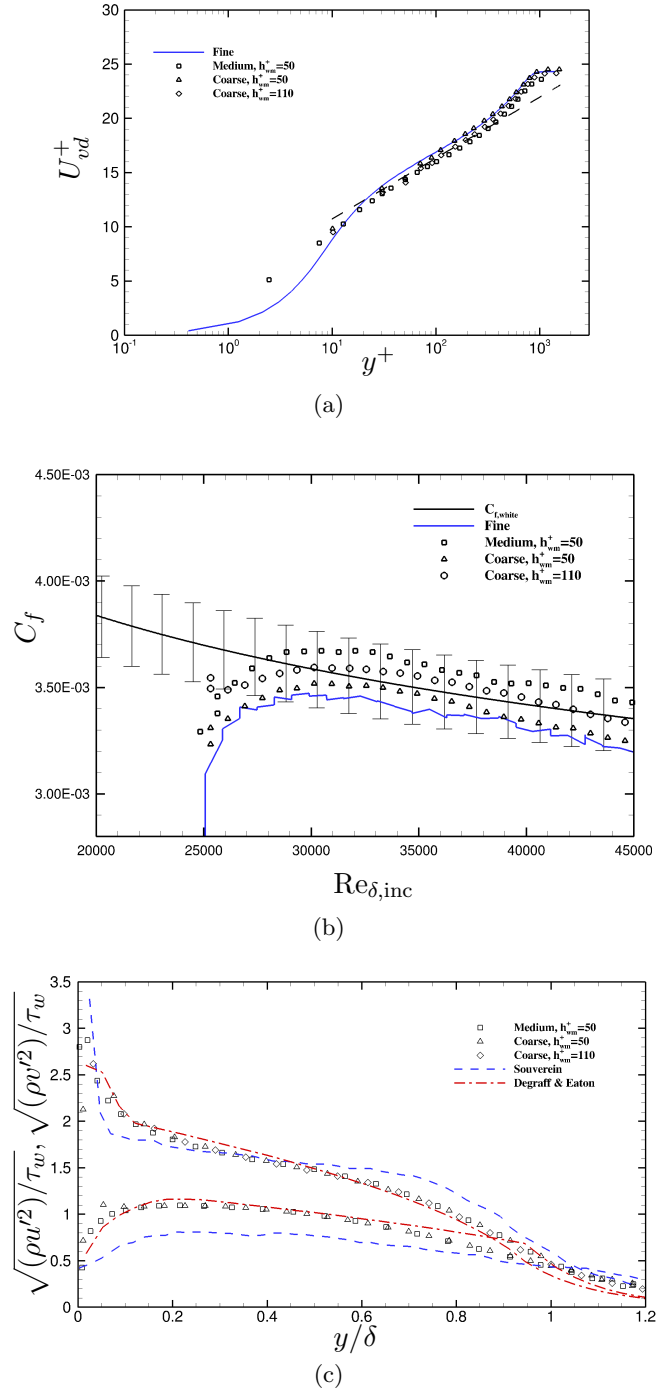 30
Fine
Medium, h⁺wm=50
Coarse, h⁺wm=50
Coarse, h⁺wm=110
25
20
U⁺vd
15
10
5
0
10⁻¹ 10⁰ 10¹ 10² 10³
y⁺
(a)
4.50E-03
Cf,white
Fine
Medium, h⁺wm=50
Coarse, h⁺wm=50
Coarse, h⁺wm=110
4.00E-03
Cf
3.50E-03
3.00E-03
20000 25000 30000 35000 40000 45000
Reδ,inc
(b)
3.5
Medium, h⁺wm=50
Coarse, h⁺wm=50
Coarse, h⁺wm=110
Souverein
Degraff & Eaton
3
2.5
2
√(ρu′²)/τw, √(ρv′²)/τw
1.5
1
0.5
0
0 0.2 0.4 0.6 0.8 1 1.2
y/δ
(c)